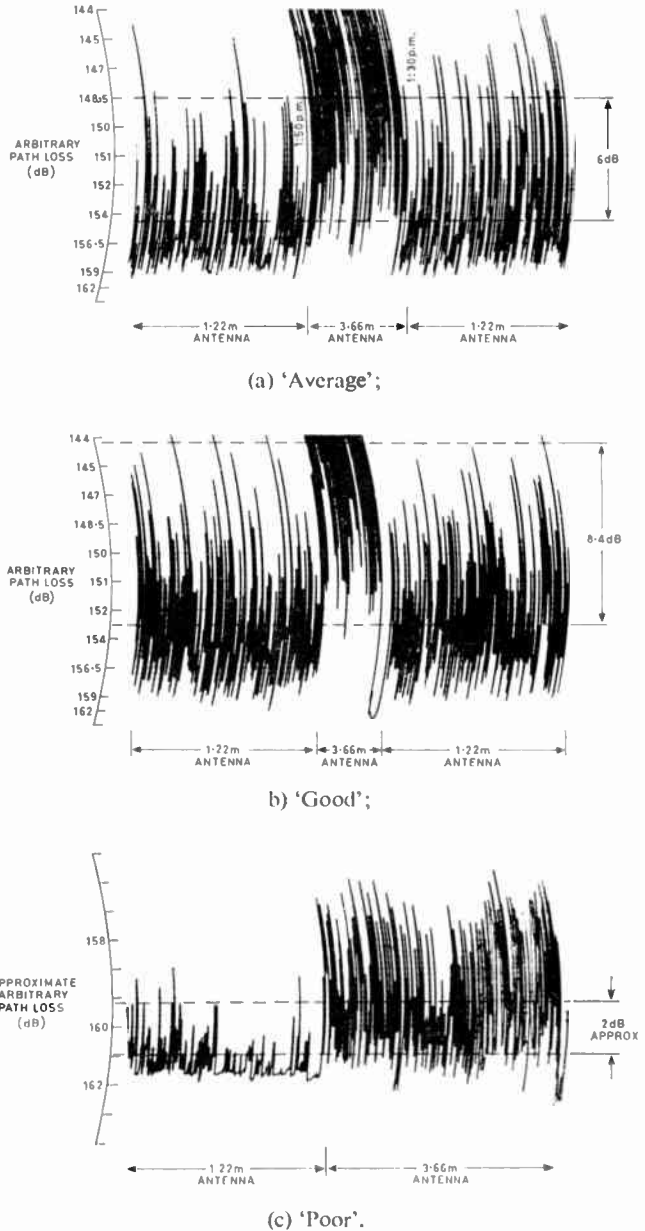 144
145
147
148·5
150
151
152
154
156·5
159
162
ARBITRARY
PATH LOSS
(dB)
1:50p.m.
1:30p.m.
6dB
1·22m
ANTENNA
3·66m
ANTENNA
1·22m
ANTENNA
(a) 'Average';
144
145
147
148·5
150
151
152
154
156·5
159
162
ARBITRARY
PATH LOSS
(dB)
8·4dB
1·22m
ANTENNA
3·66m
ANTENNA
1·22m
ANTENNA
b) 'Good';
158
160
162
PPROXIMATE
ARBITRARY
PATH LOSS
(dB)
2dB
APPROX
1·22m
ANTENNA
3·66m
ANTENNA
(c) 'Poor'.